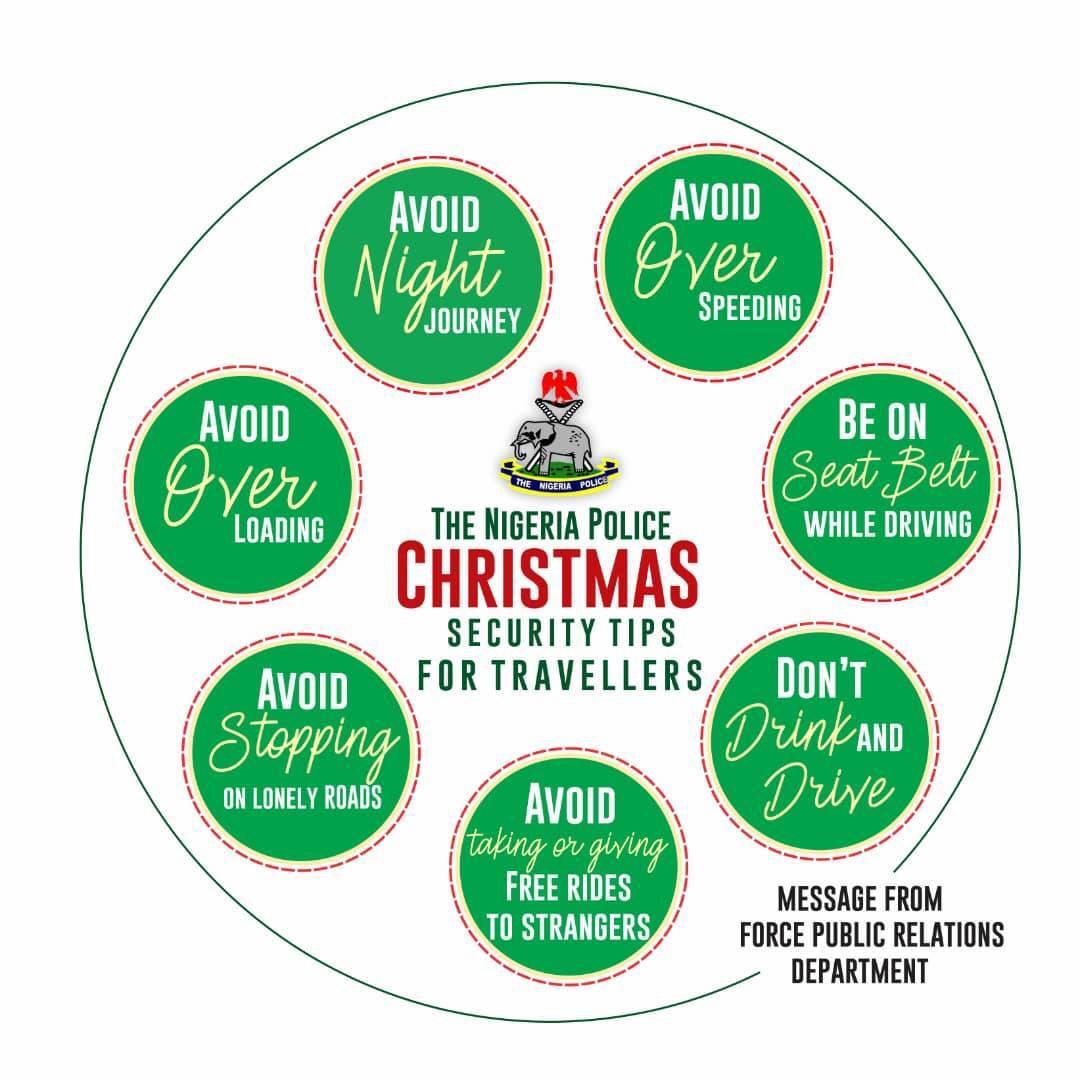 AVOID
Night
JOURNEY
AVOID
Over
SPEEDING
AVOID
Over
LOADING
BE ON
Seat Belt
WHILE DRIVING
THE NIGERIA POLICE
THE NIGERIA POLICE
CHRISTMAS
SECURITY TIPS
FOR TRAVELLERS
AVOID
Stopping
ON LONELY ROADS
DON'T
Drink AND
Drive
AVOID
taking or giving
FREE RIDES
TO STRANGERS
MESSAGE FROM
FORCE PUBLIC RELATIONS
DEPARTMENT